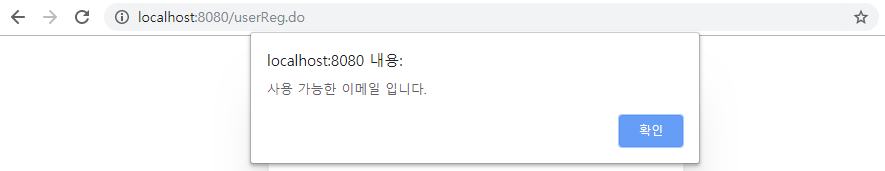 localhost:8080/userReg.do
localhost:8080 내용:
사용 가능한 이메일 입니다.
확인